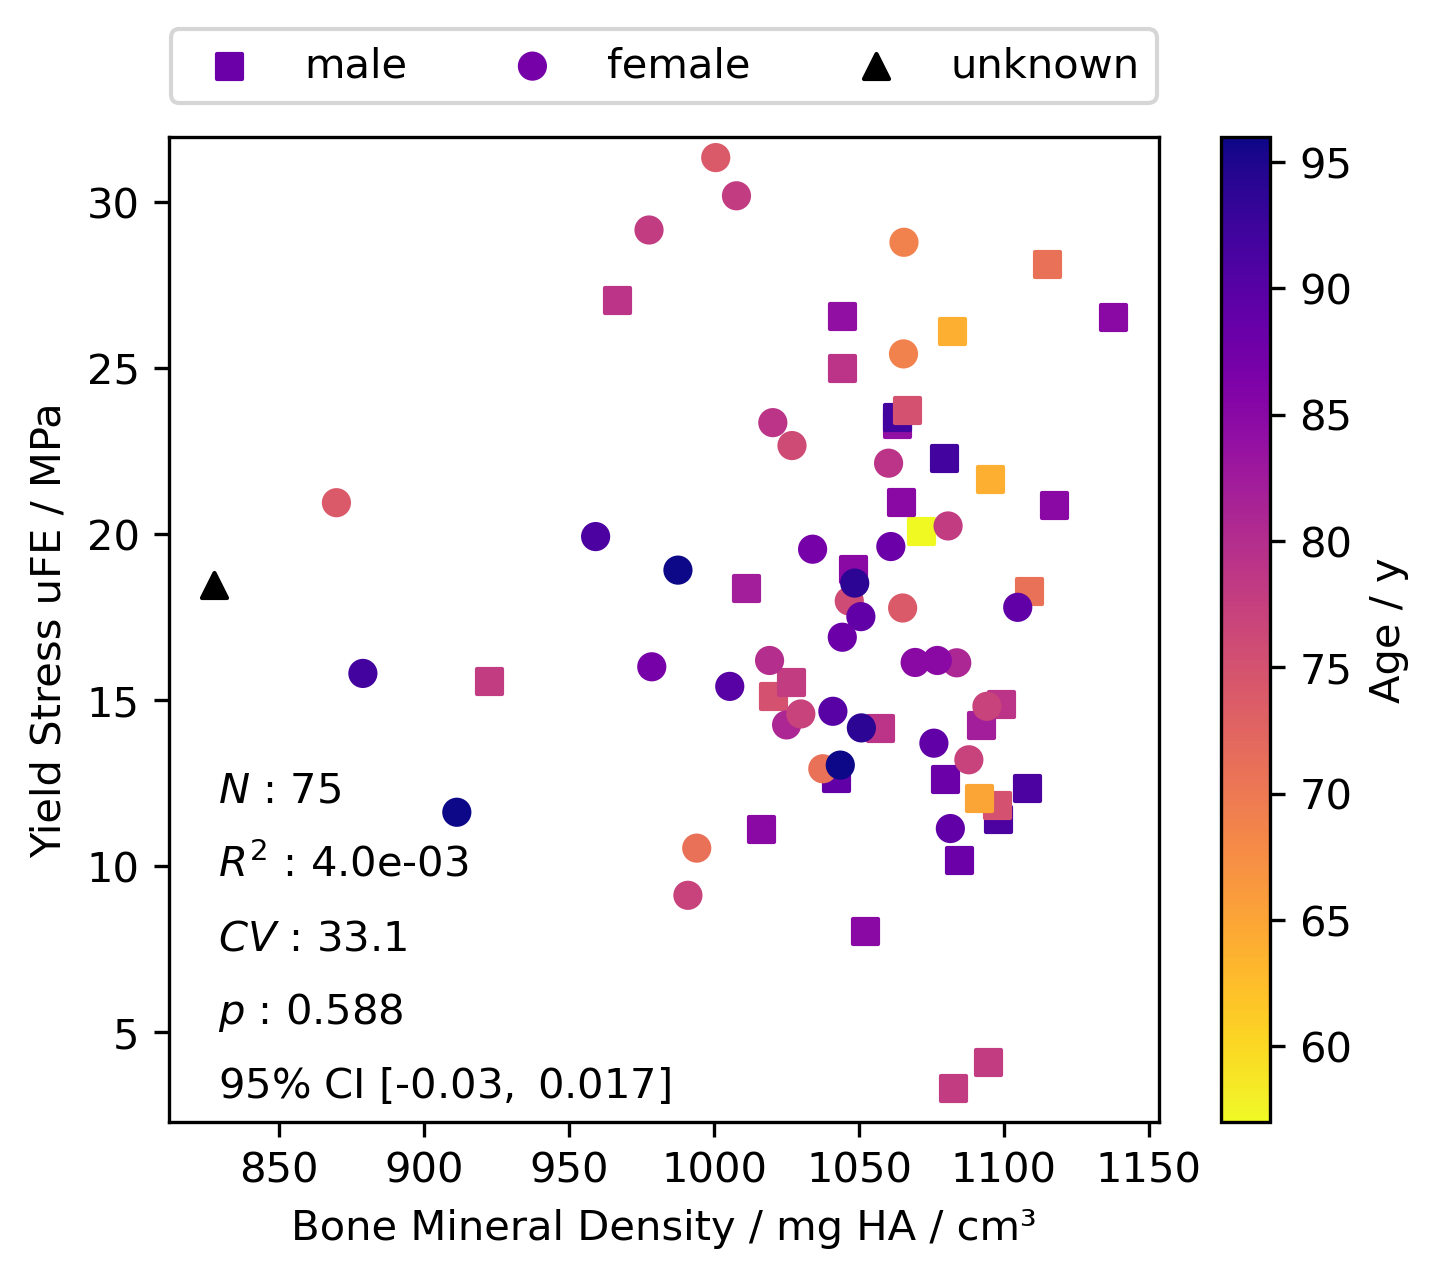 male female unknown
30
25
20
15
10
5
Yield Stress uFE / MPa
N : 75
R² : 4.0e-03
CV : 33.1
p : 0.588
95% CI [-0.03, 0.017]
850 900 950 1000 1050 1100 1150
Bone Mineral Density / mg HA / cm³
95
90
85
80
75
70
65
60
Age / y